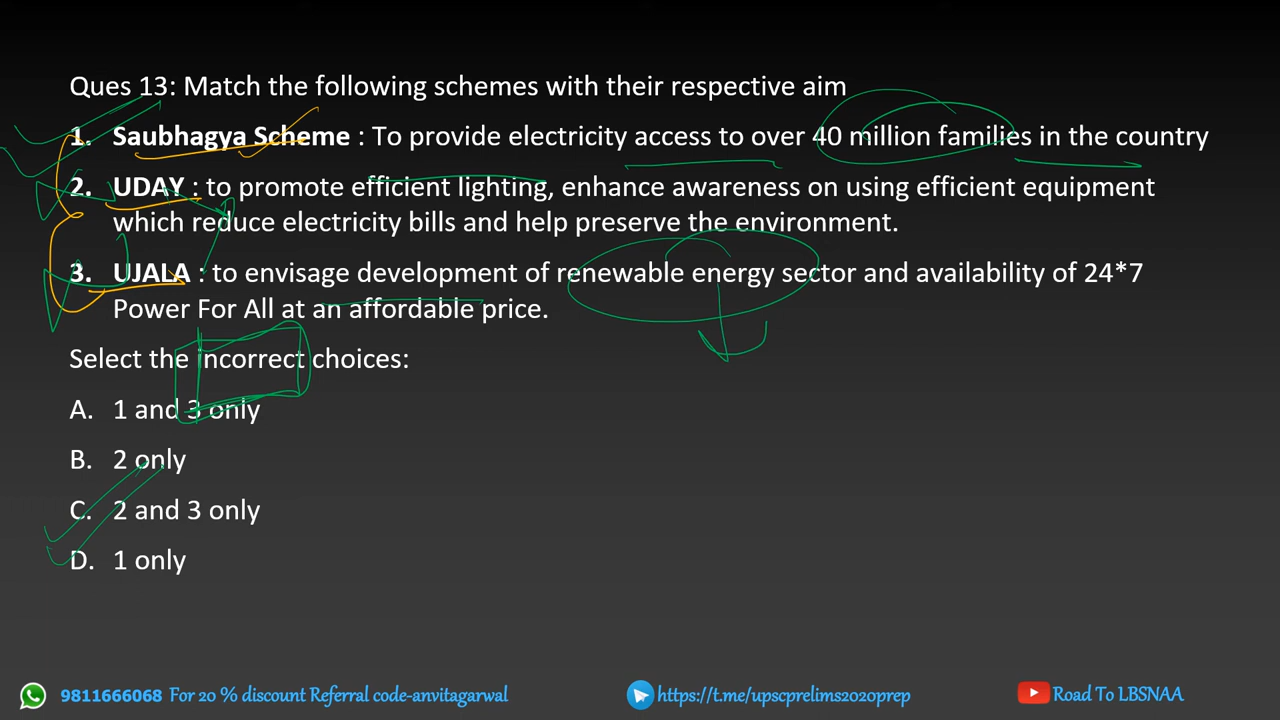 Ques 13: Match the following schemes with their respective aim
1. Saubhagya Scheme : To provide electricity access to over 40 million families in the country
2. UDAY : to promote efficient lighting, enhance awareness on using efficient equipment
which reduce electricity bills and help preserve the environment.
3. UJALA : to envisage development of renewable energy sector and availability of 24*7
Power For All at an affordable price.
Select the incorrect choices:
A. 1 and 3 only
B. 2 only
C. 2 and 3 only
D. 1 only
9811666068 For 20 % discount Referral code-anvitagarwal https://t.me/upscprelims2020prep Road To LBSNAA